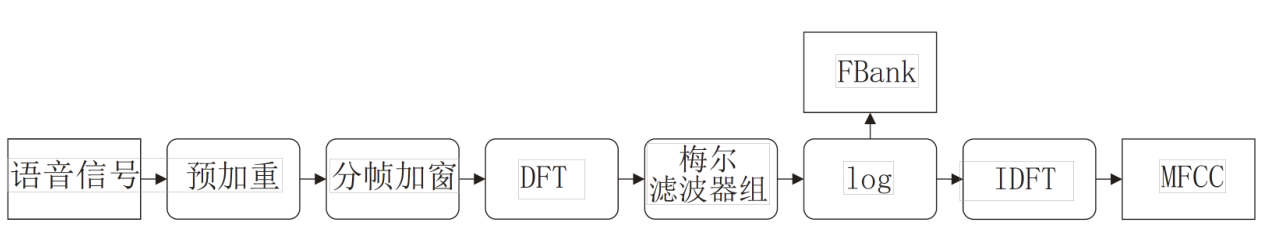 FBank
语音信号
预加重
分帧加窗
DFT
梅尔
滤波器组
log
IDFT
MFCC